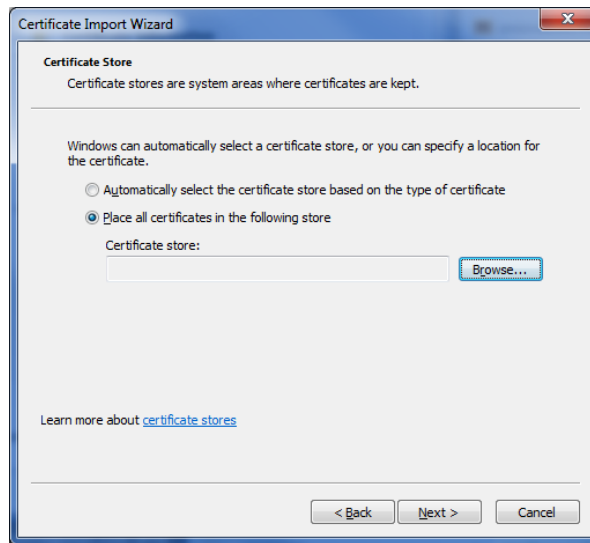 Certificate Import Wizard
Certificate Store
Certificate stores are system areas where certificates are kept.
Windows can automatically select a certificate store, or you can specify a location for
the certificate.
Automatically select the certificate store based on the type of certificate
Place all certificates in the following store
Certificate store:
Browse...
Learn more about certificate stores
< Back
Next >
Cancel